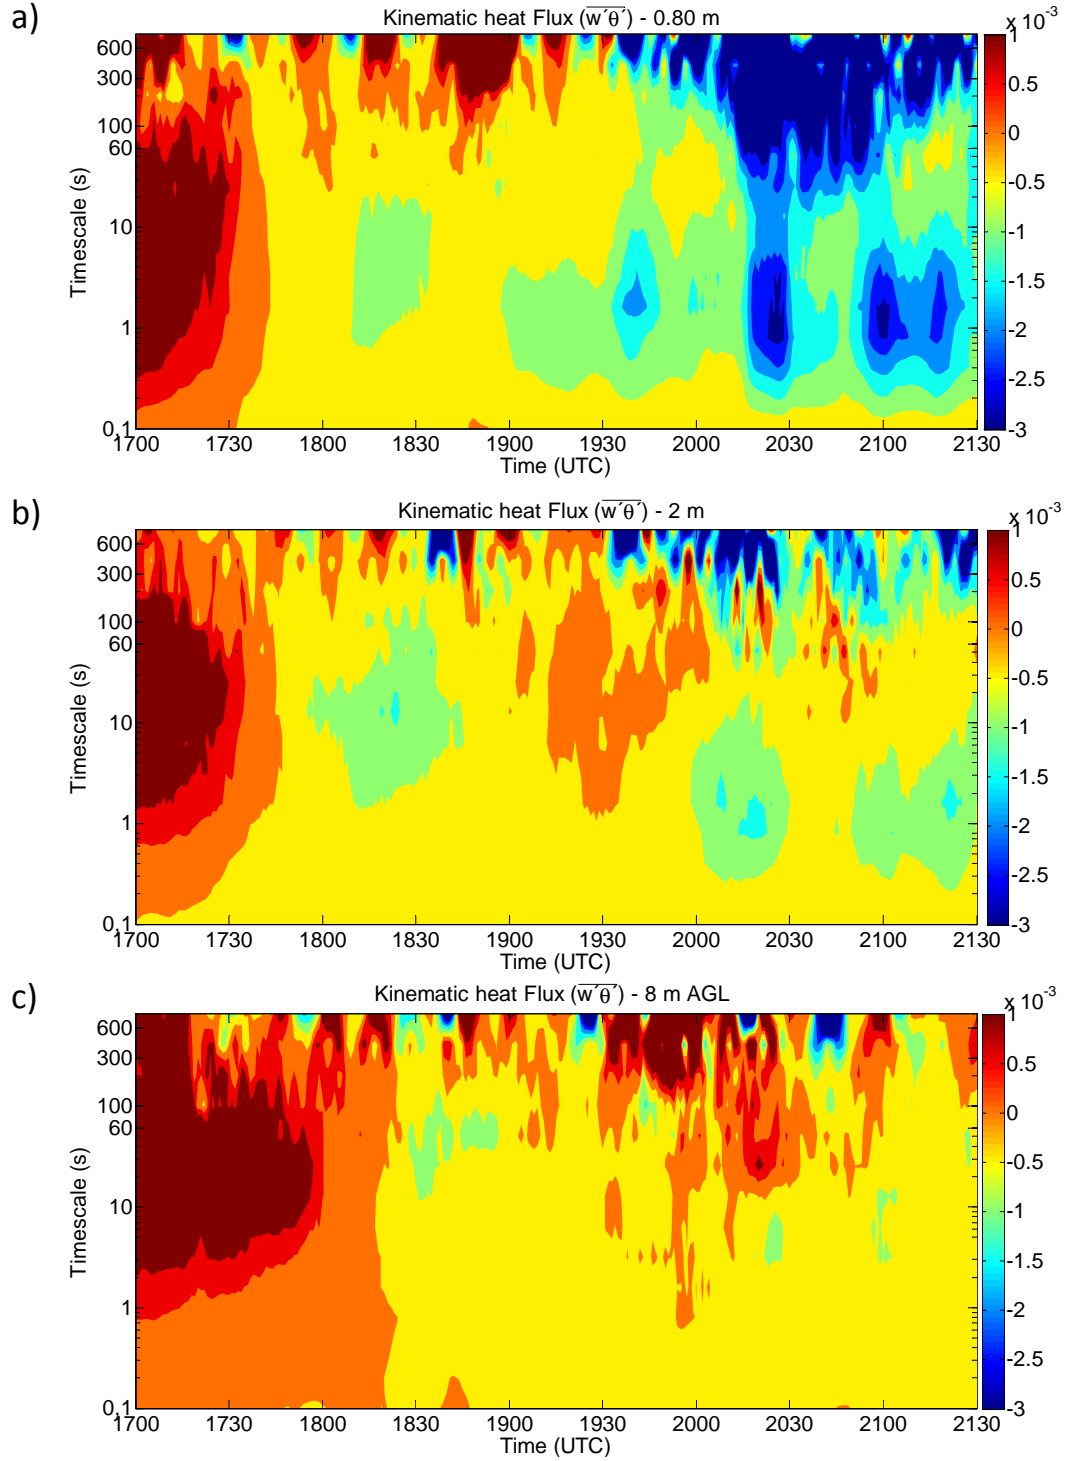 a)
Kinematic heat Flux (w´θ´) - 0.80 m
x 10-3
600
300
100
60
10
1
0.1
Timescale (s)
1700 1730 1800 1830 1900 1930 2000 2030 2100 2130
Time (UTC)
1
0.5
0
-0.5
-1
-1.5
-2
-2.5
-3
b)
Kinematic heat Flux (w´θ´) - 2 m
x 10-3
600
300
100
60
10
1
0.1
Timescale (s)
1700 1730 1800 1830 1900 1930 2000 2030 2100 2130
Time (UTC)
1
0.5
0
-0.5
-1
-1.5
-2
-2.5
-3
c)
Kinematic heat Flux (w´θ´) - 8 m AGL
x 10-3
600
300
100
60
10
1
0.1
Timescale (s)
1700 1730 1800 1830 1900 1930 2000 2030 2100 2130
Time (UTC)
1
0.5
0
-0.5
-1
-1.5
-2
-2.5
-3